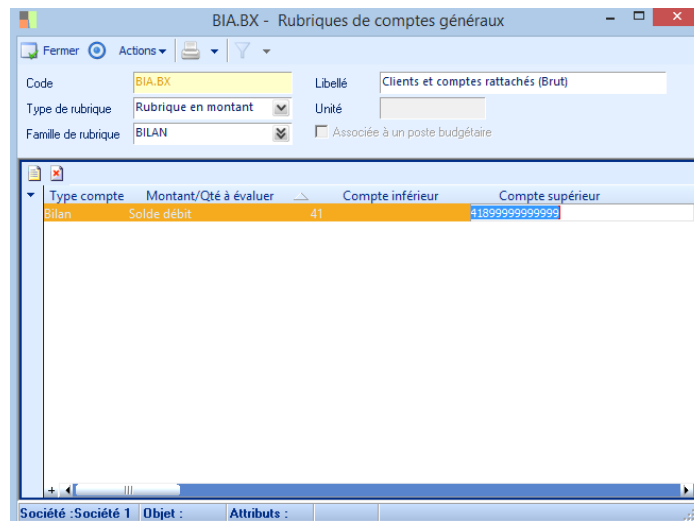 BIA.BX - Rubriques de comptes généraux
Fermer Actions
Code BIA.BX Libellé Clients et comptes rattachés (Brut)
Type de rubrique Rubrique en montant Unité
Famille de rubrique BILAN Associée à un poste budgétaire
Type compte Montant/Qté à évaluer Compte inférieur Compte supérieur
Bilan Solde débit 41 41899999999999
Société :Société 1 Objet : Attributs :